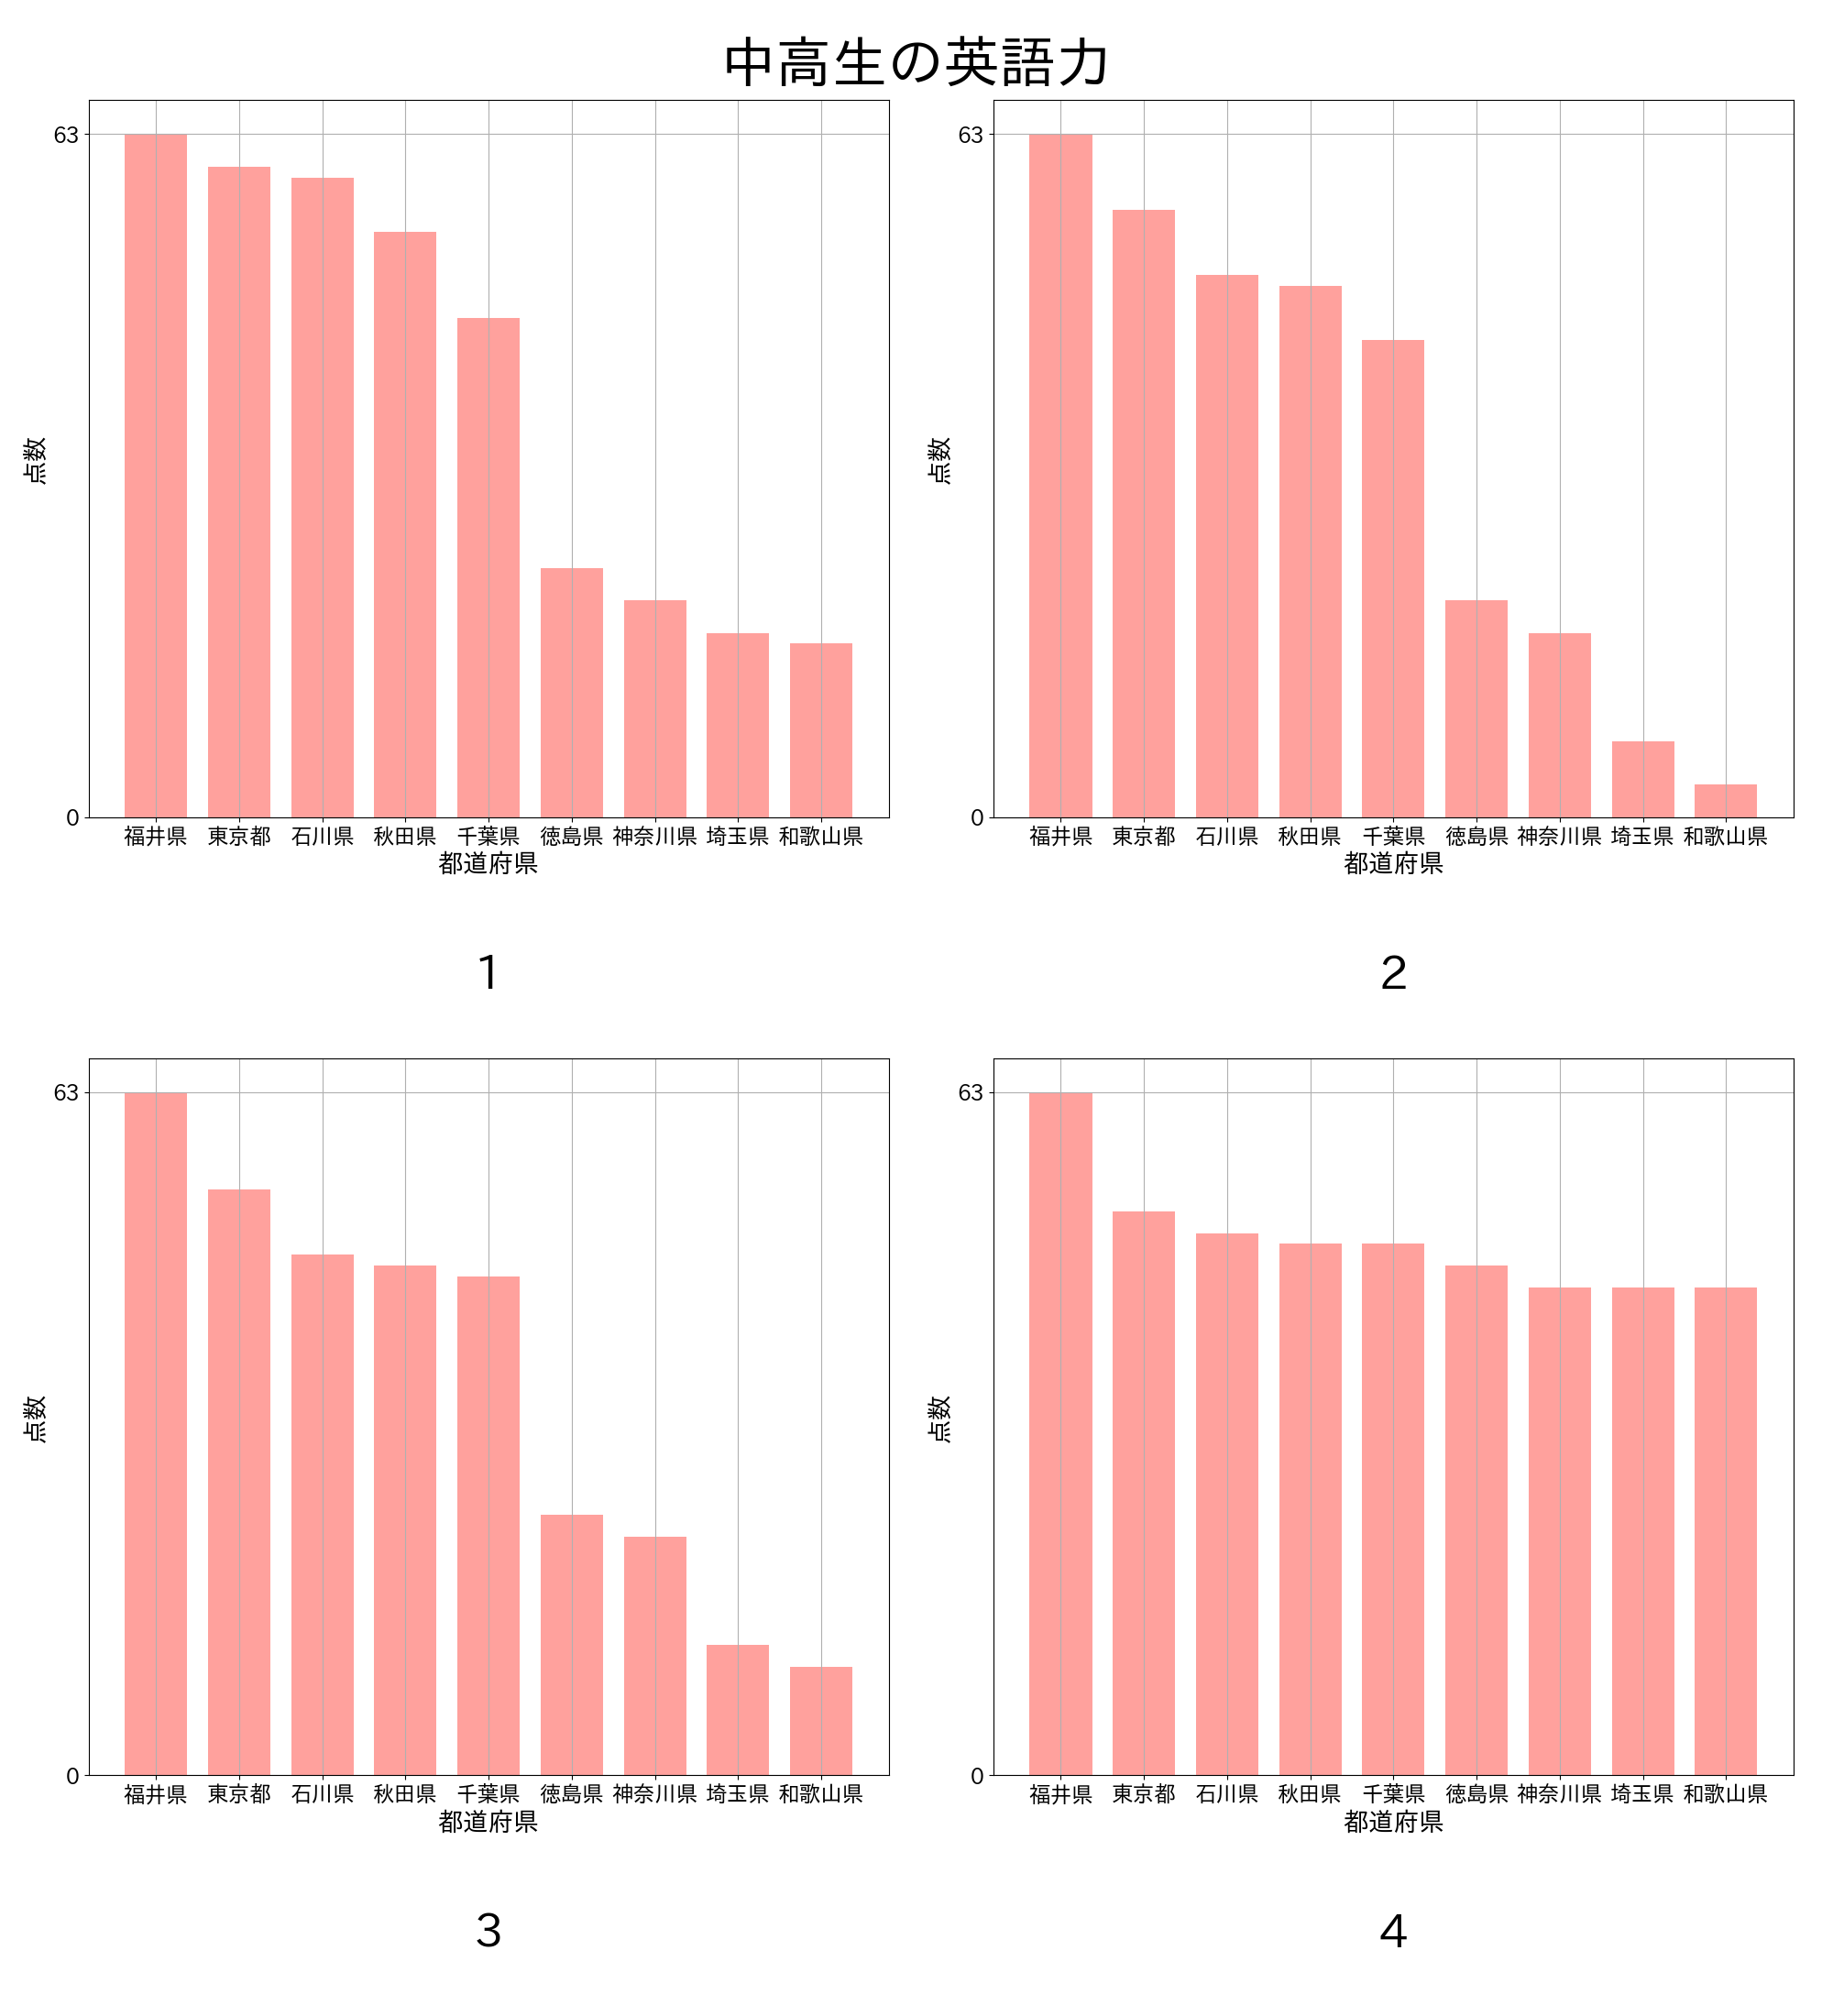 中高生の英語力
63
0
点数
福井県 東京都 石川県 秋田県 千葉県 徳島県 神奈川県 埼玉県 和歌山県
都道府県
1
63
0
点数
福井県 東京都 石川県 秋田県 千葉県 徳島県 神奈川県 埼玉県 和歌山県
都道府県
2
63
0
点数
福井県 東京都 石川県 秋田県 千葉県 徳島県 神奈川県 埼玉県 和歌山県
都道府県
3
63
0
点数
福井県 東京都 石川県 秋田県 千葉県 徳島県 神奈川県 埼玉県 和歌山県
都道府県
4